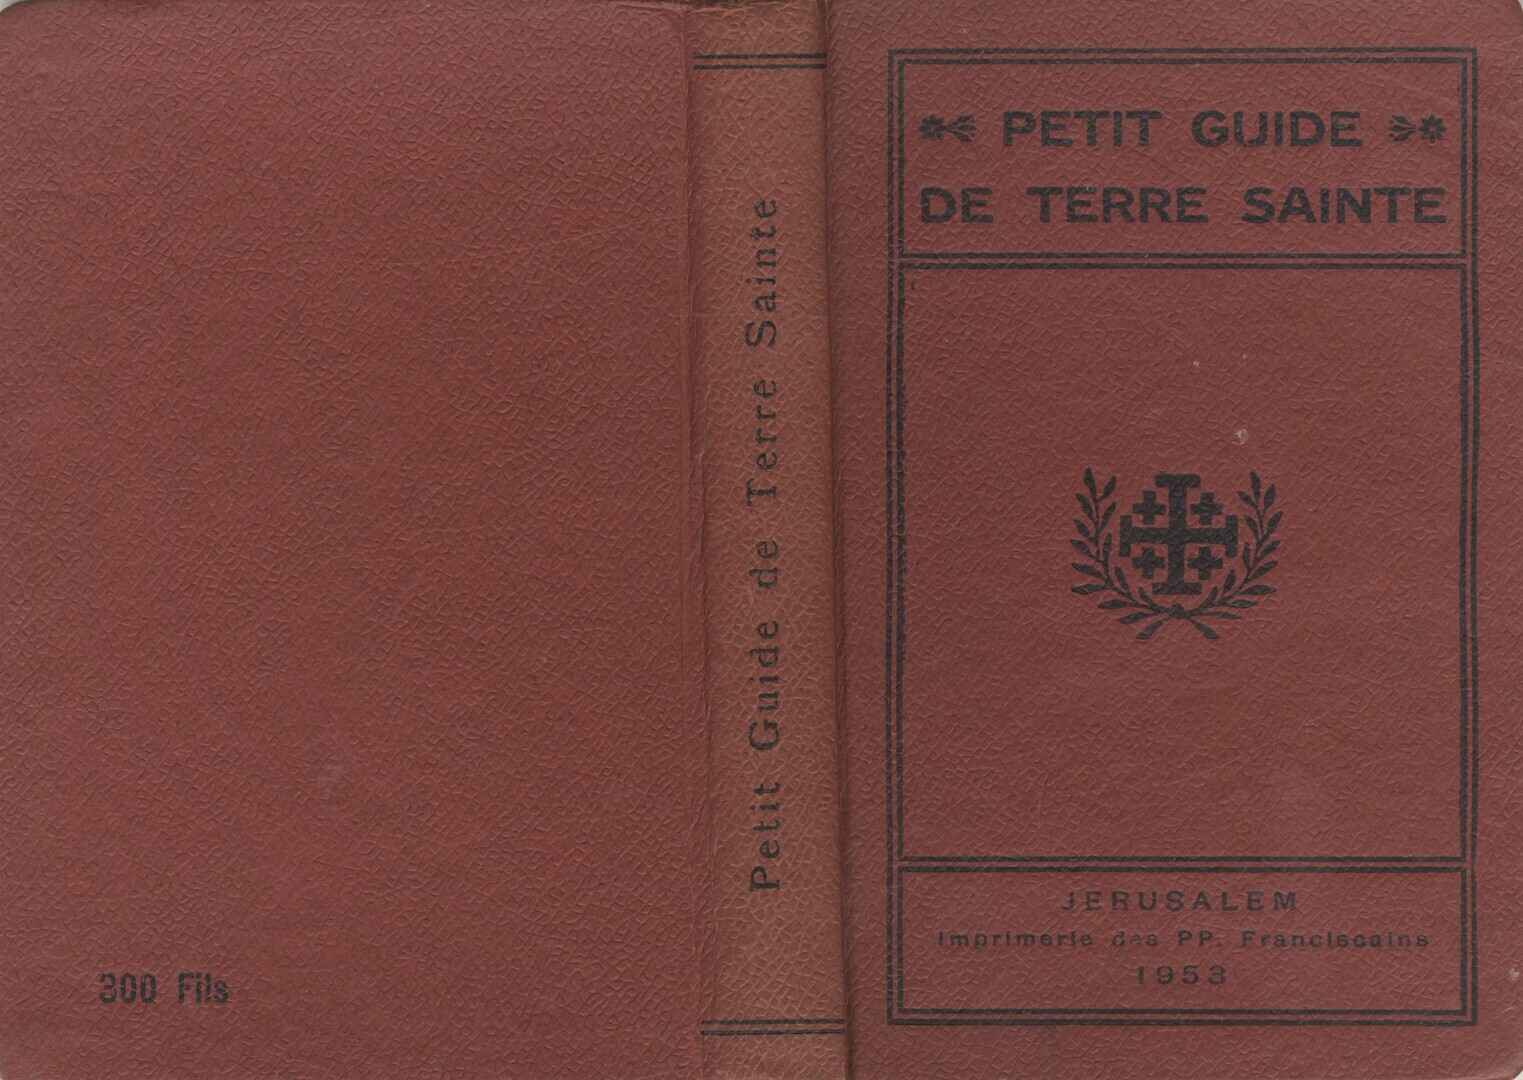 300 Fils
Petit Guide de Terre Sainte
PETIT GUIDE
DE TERRE SAINTE
JERUSALEM
Imprimerie des PP. Franciscains
1953